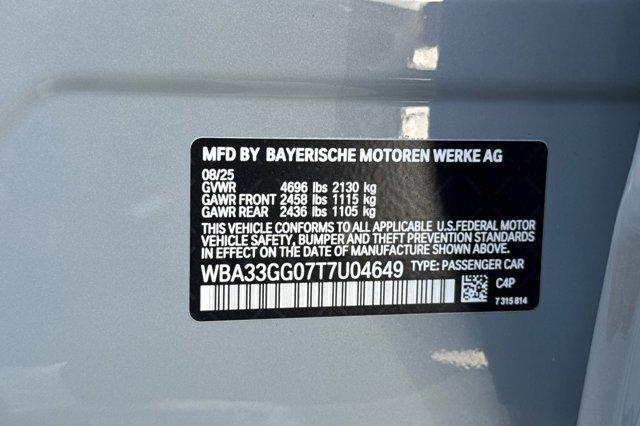 MFD BY BAYERISCHE MOTOREN WERKE AG
08/25
GVWR 4696 lbs 2130 kg
GAWR FRONT 2458 lbs 1115 kg
GAWR REAR 2436 lbs 1105 kg
THIS VEHICLE CONFORMS TO ALL APPLICABLE U.S.FEDERAL MOTOR
VEHICLE SAFETY, BUMPER AND THEFT PREVENTION STANDARDS
IN EFFECT ON THE DATE OF MANUFACTURE SHOWN ABOVE.
WBA33GG07T7U04649 TYPE: PASSENGER CAR
C4P
7 315 814